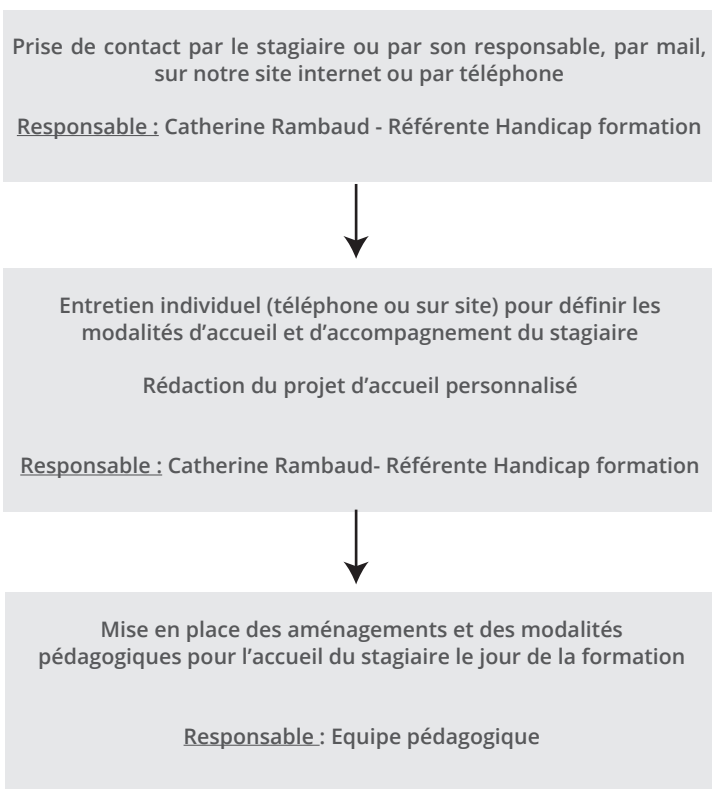 Prise de contact par le stagiaire ou par son responsable, par mail,
sur notre site internet ou par téléphone
Responsable : Catherine Rambaud - Référente Handicap formation
Entretien individuel (téléphone ou sur site) pour définir les
modalités d’accueil et d’accompagnement du stagiaire
Rédaction du projet d’accueil personnalisé
Responsable : Catherine Rambaud- Référente Handicap formation
Mise en place des aménagements et des modalités
pédagogiques pour l’accueil du stagiaire le jour de la formation
Responsable : Equipe pédagogique